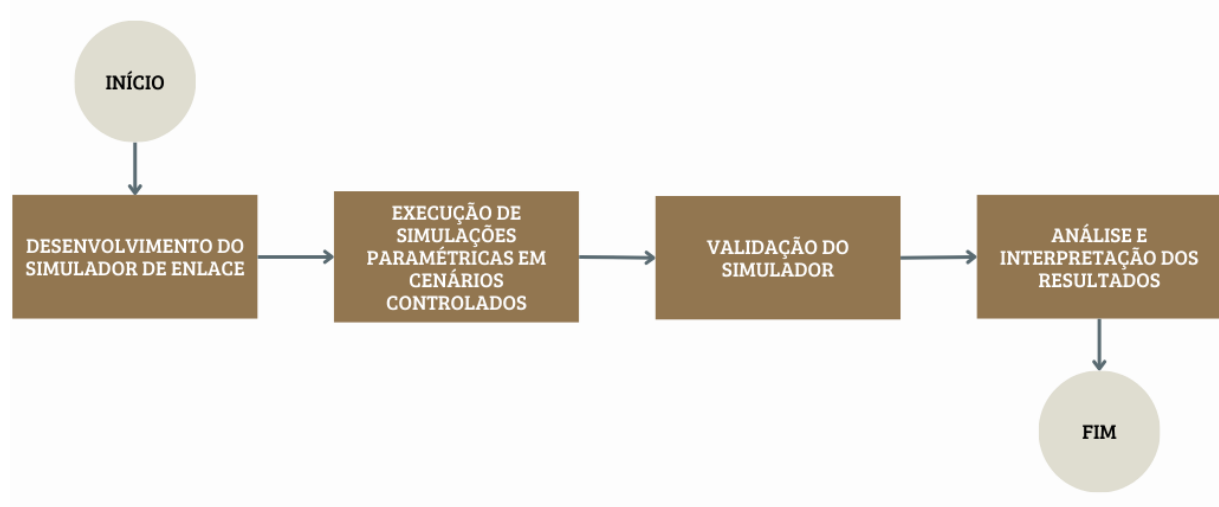 INÍCIO
DESENVOLVIMENTO DO
SIMULADOR DE ENLACE
EXECUÇÃO DE
SIMULAÇÕES
PARAMÉTRICAS EM
CENÁRIOS
CONTROLADOS
VALIDAÇÃO DO
SIMULADOR
ANÁLISE E
INTERPRETAÇÃO DOS
RESULTADOS
FIM